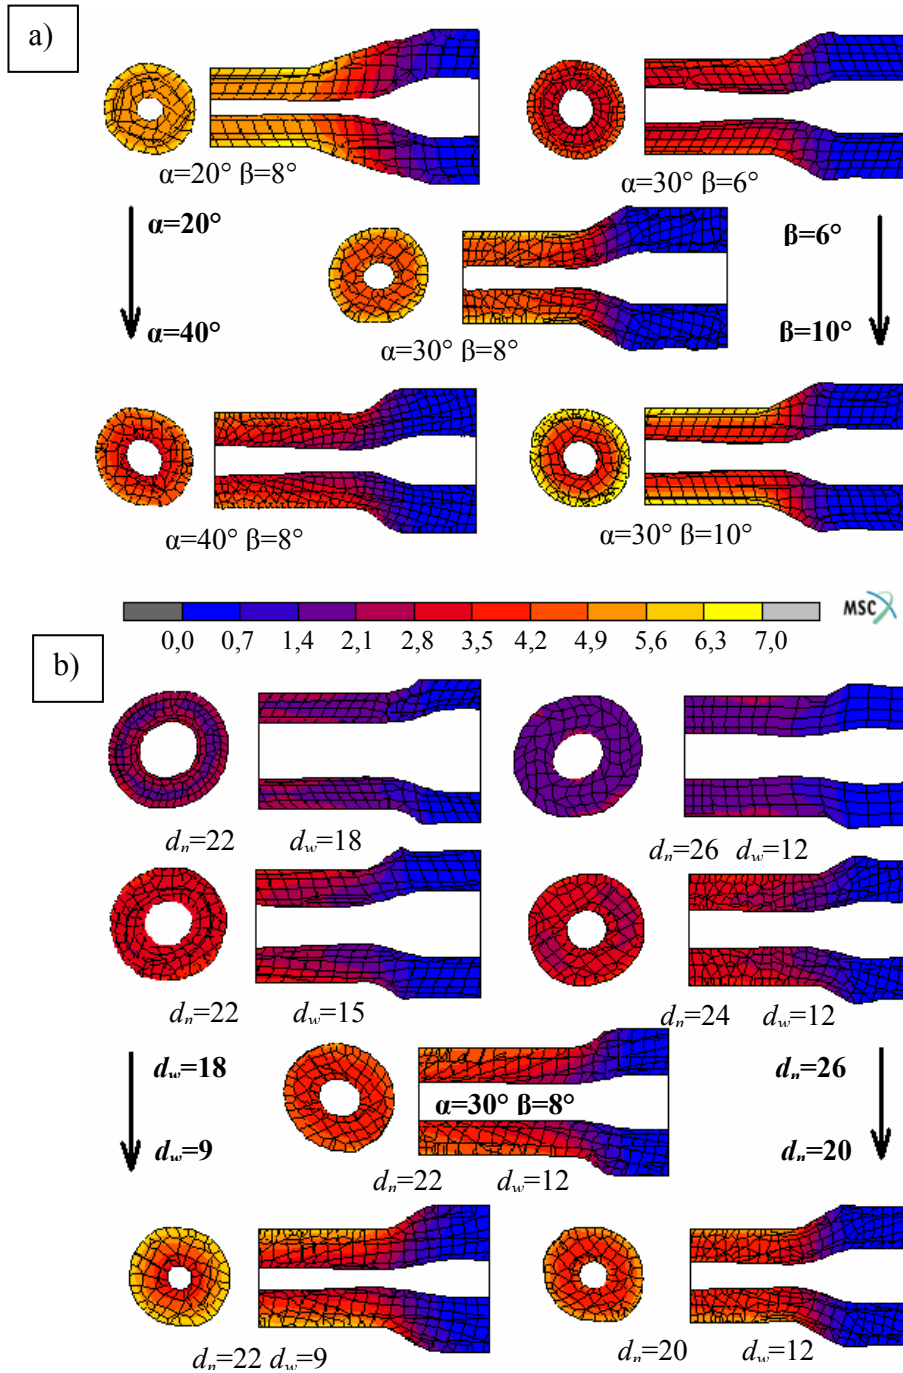 a)
α=20° β=8°
α=30° β=6°
α=20°
β=6°
α=40°
β=10°
α=30° β=8°
α=40° β=8°
α=30° β=10°
MSC
0,0 0,7 1,4 2,1 2,8 3,5 4,2 4,9 5,6 6,3 7,0
b)
dn=22 dw=18
dn=26 dw=12
dn=22 dw=15
dn=24 dw=12
dw=18
dn=26
α=30° β=8°
dw=9
dn=20
dn=22 dw=12
dn=22 dw=9
dn=20 dw=12